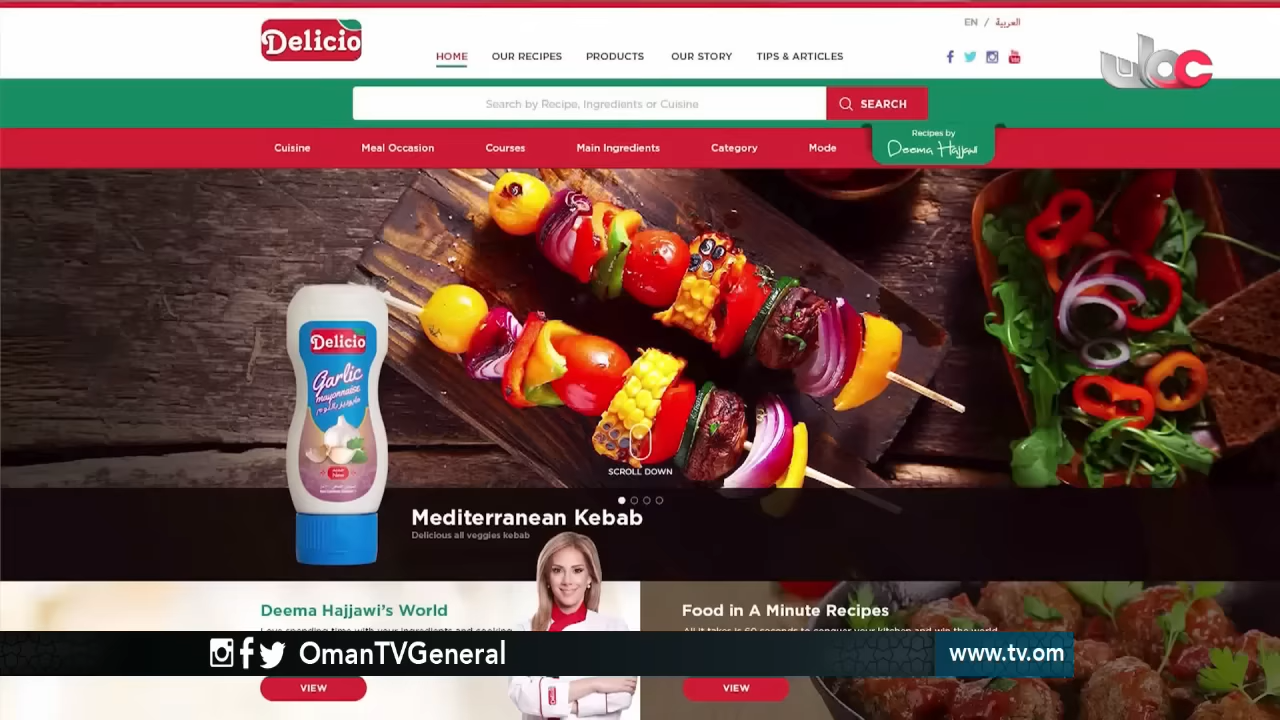 EN / العربية
Delicio
HOME OUR RECIPES PRODUCTS OUR STORY TIPS & ARTICLES
Search by Recipe, Ingredients or Cuisine
SEARCH
Cuisine Meal Occasion Courses Main Ingredients Category Mode
Recipes by
Deema Hajjawi
Delicio
Garlic
mayonnaise
مايونيز بالثوم
SCROLL DOWN
Mediterranean Kebab
Delicious all veggies kebab
Deema Hajjawi's World
Food in A Minute Recipes
OmanTVGeneral
www.tv.om
VIEW
VIEW